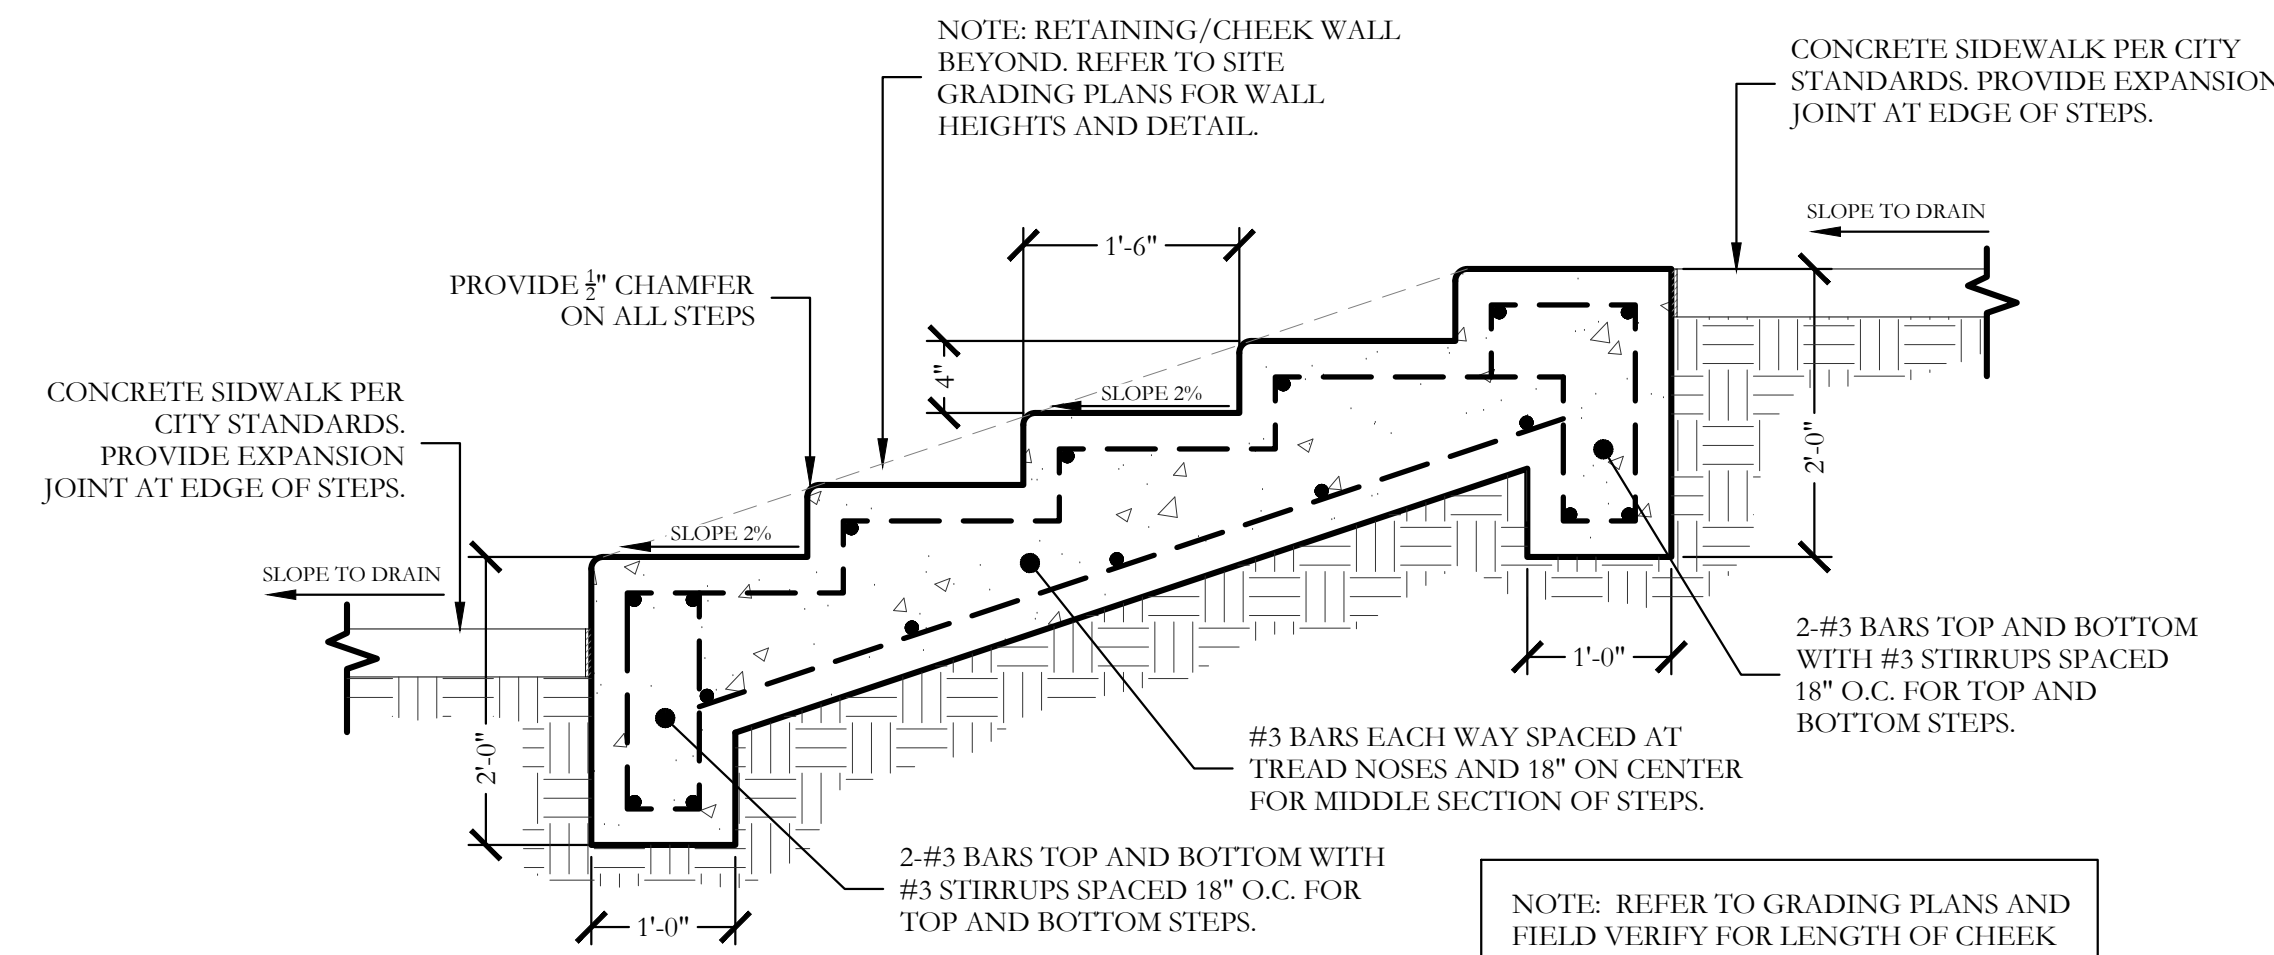 NOTE: RETAINING/CHEEK WALL
BEYOND. REFER TO SITE
GRADING PLANS FOR WALL
HEIGHTS AND DETAIL.
CONCRETE SIDEWALK PER CITY
STANDARDS. PROVIDE EXPANSION
JOINT AT EDGE OF STEPS.
SLOPE TO DRAIN
1'-6"
PROVIDE ½" CHAMFER
ON ALL STEPS
4"
SLOPE 2%
CONCRETE SIDWALK PER
CITY STANDARDS.
PROVIDE EXPANSION
JOINT AT EDGE OF STEPS.
2'-0"
SLOPE 2%
SLOPE TO DRAIN
2-#3 BARS TOP AND BOTTOM
WITH #3 STIRRUPS SPACED
18" O.C. FOR TOP AND
BOTTOM STEPS.
1'-0"
2'-0"
#3 BARS EACH WAY SPACED AT
TREAD NOSES AND 18" ON CENTER
FOR MIDDLE SECTION OF STEPS.
2-#3 BARS TOP AND BOTTOM WITH
#3 STIRRUPS SPACED 18" O.C. FOR
TOP AND BOTTOM STEPS.
1'-0"
NOTE: REFER TO GRADING PLANS AND
FIELD VERIFY FOR LENGTH OF CHEEK